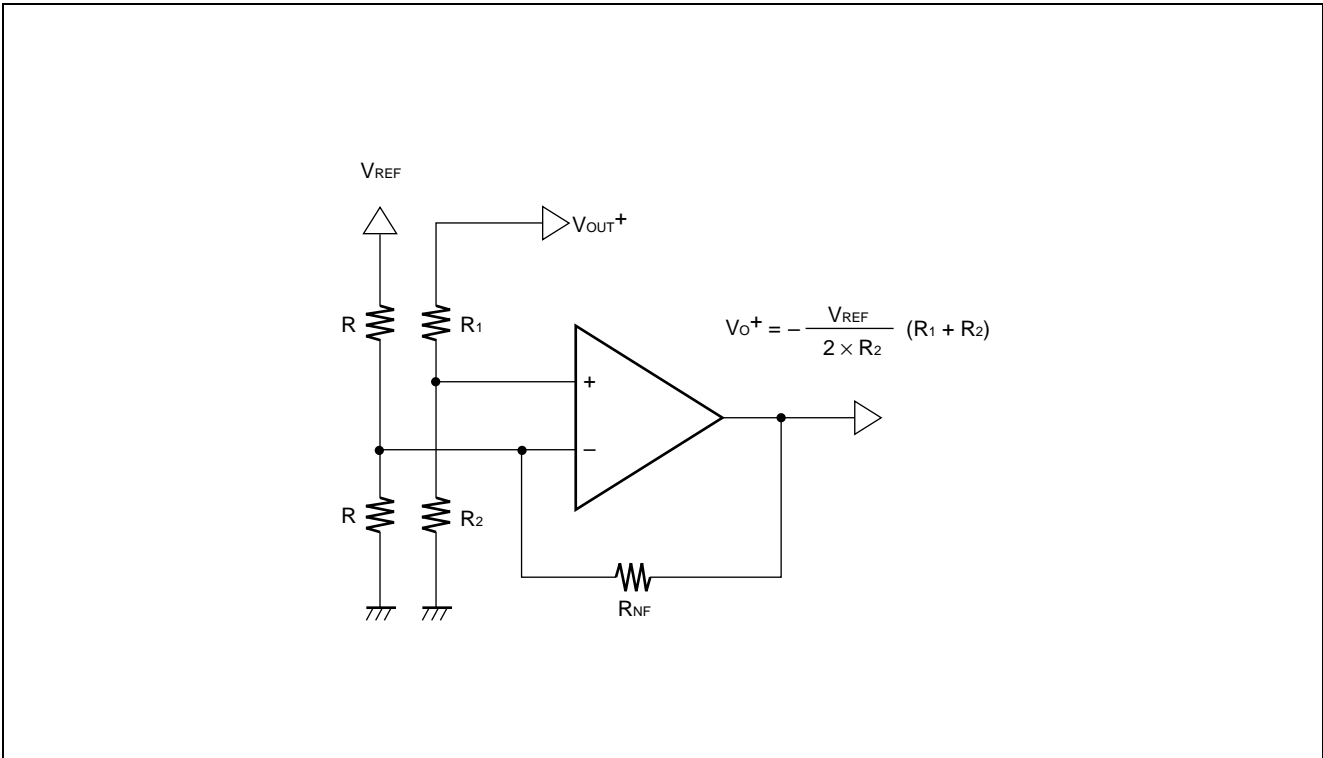 VREF
VOUT+
R
R1
VO+ = − VREF / 2 × R2 (R1 + R2)
+
−
R
R2
RNF